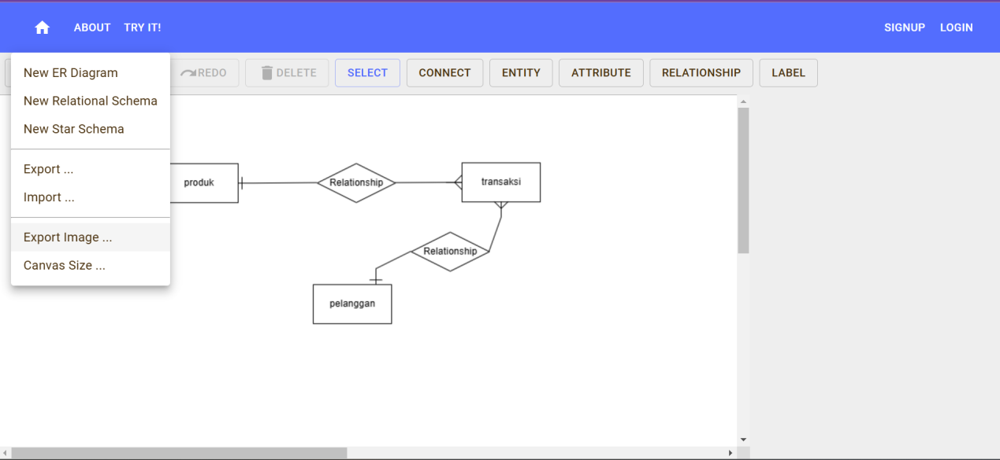 ABOUT TRY IT! SIGNUP LOGIN
REDO DELETE SELECT CONNECT ENTITY ATTRIBUTE RELATIONSHIP LABEL
New ER Diagram
New Relational Schema
New Star Schema
Export ...
Import ...
Export Image ...
Canvas Size ...
produk Relationship transaksi
Relationship
pelanggan